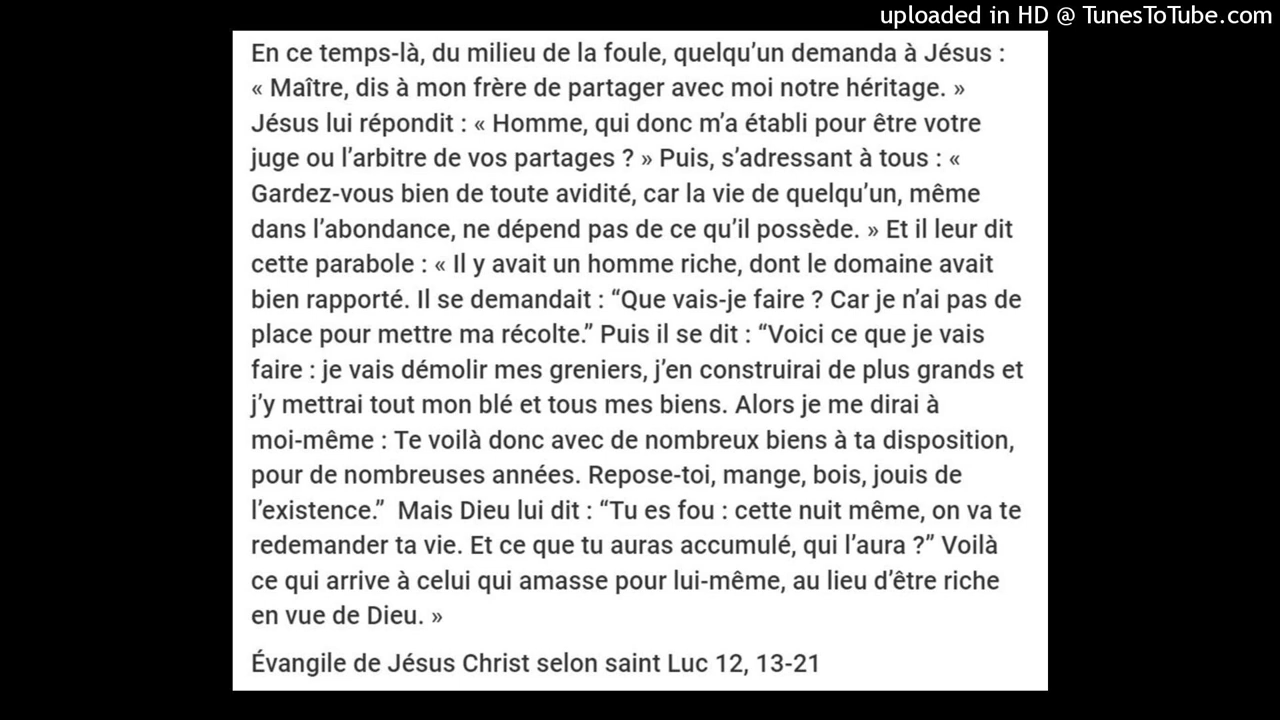 uploaded in HD @ TunesToTube.com
En ce temps-là, du milieu de la foule, quelqu’un demanda à Jésus :
« Maître, dis à mon frère de partager avec moi notre héritage. »
Jésus lui répondit : « Homme, qui donc m’a établi pour être votre
juge ou l’arbitre de vos partages ? » Puis, s’adressant à tous : «
Gardez-vous bien de toute avidité, car la vie de quelqu’un, même
dans l’abondance, ne dépend pas de ce qu’il possède. » Et il leur dit
cette parabole : « Il y avait un homme riche, dont le domaine avait
bien rapporté. Il se demandait : “Que vais-je faire ? Car je n’ai pas de
place pour mettre ma récolte.” Puis il se dit : “Voici ce que je vais
faire : je vais démolir mes greniers, j’en construirai de plus grands et
j’y mettrai tout mon blé et tous mes biens. Alors je me dirai à
moi-même : Te voilà donc avec de nombreux biens à ta disposition,
pour de nombreuses années. Repose-toi, mange, bois, jouis de
l’existence.” Mais Dieu lui dit : “Tu es fou : cette nuit même, on va te
redemander ta vie. Et ce que tu auras accumulé, qui l’aura ?” Voilà
ce qui arrive à celui qui amasse pour lui-même, au lieu d’être riche
en vue de Dieu. »
Évangile de Jésus Christ selon saint Luc 12, 13-21